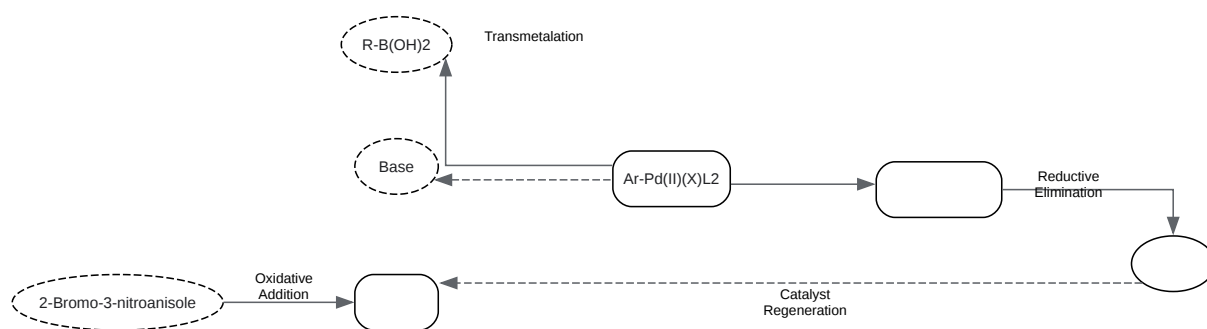 R-B(OH)2
Transmetalation
Base
Ar-Pd(II)(X)L2
Reductive
Elimination
2-Bromo-3-nitroanisole
Oxidative
Addition
Catalyst
Regeneration